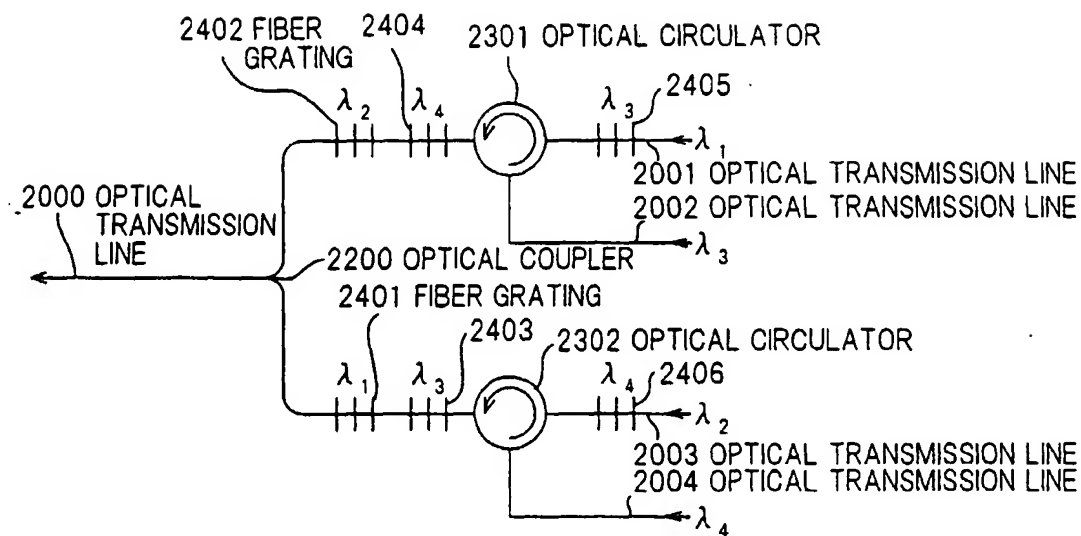 2402 FIBER
GRATING
2404
2301 OPTICAL CIRCULATOR
2405
λ2
λ4
λ3
λ1
2001 OPTICAL TRANSMISSION LINE
2002 OPTICAL TRANSMISSION LINE
λ3
2000 OPTICAL
TRANSMISSION
LINE
2200 OPTICAL COUPLER
2401 FIBER GRATING
2403
2302 OPTICAL CIRCULATOR
2406
λ1
λ3
λ4
λ2
2003 OPTICAL TRANSMISSION LINE
2004 OPTICAL TRANSMISSION LINE
λ4